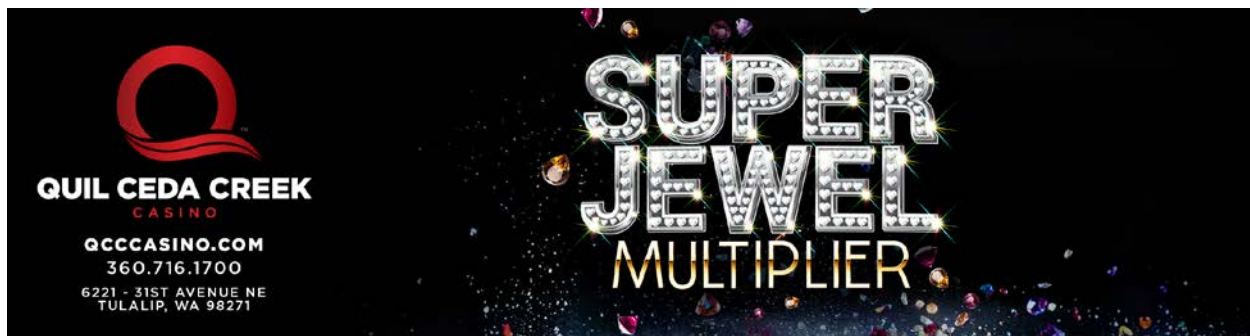 QUIL CEDA CREEK
CASINO
QCCCASINO.COM
360.716.1700
6221 - 31ST AVENUE NE
TULALIP, WA 98271
SUPER
JEWEL
MULTIPLIER